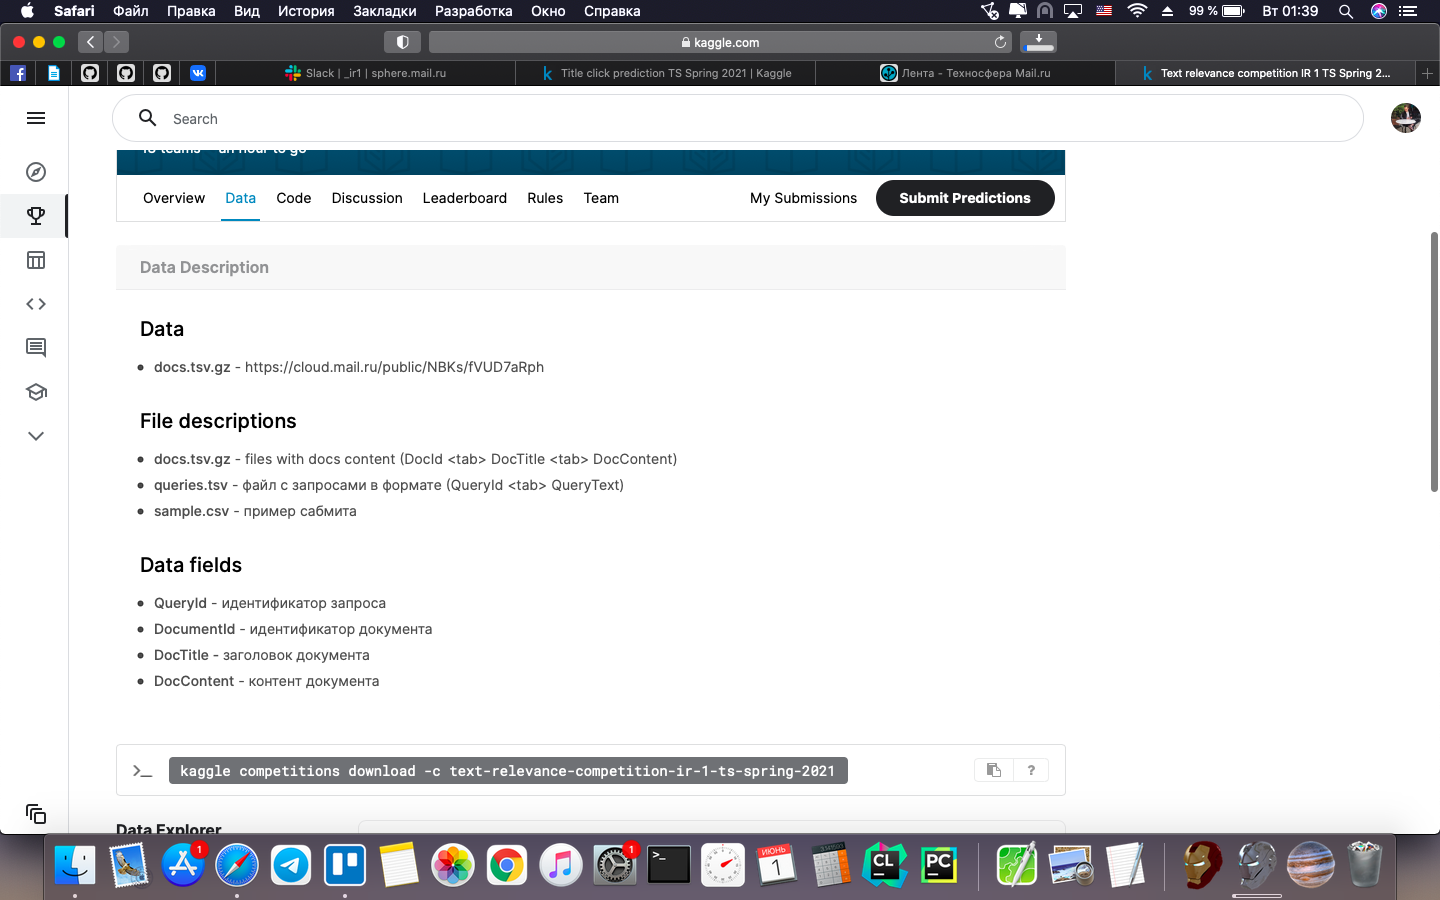 Safari Файл Правка Вид История Закладки Разработка Окно Справка 99 % Вт 01:39
kaggle.com
Slack | _ir1 | sphere.mail.ru
Title click prediction TS Spring 2021 | Kaggle
Лента - Техносфера Mail.ru
Text relevance competition IR 1 TS Spring 2...
Search
an hour to go
Overview Data Code Discussion Leaderboard Rules Team My Submissions Submit Predictions
Data Description
Data
docs.tsv.gz - https://cloud.mail.ru/public/NBKs/fVUD7aRph
File descriptions
docs.tsv.gz - files with docs content (DocId <tab> DocTitle <tab> DocContent)
queries.tsv - файл с запросами в формате (QueryId <tab> QueryText)
sample.csv - пример сабмита
Data fields
QueryId - идентификатор запроса
DocumentId - идентификатор документа
DocTitle - заголовок документа
DocContent - контент документа
>_ kaggle competitions download -c text-relevance-competition-ir-1-ts-spring-2021 ?
Data Explorer
1
1
>_
ИЮНЬ
1
CL
PC